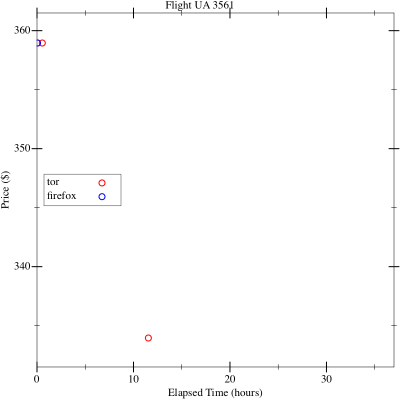 Flight UA 3561
360
350
340
Price ($)
tor
firefox
0 10 20 30
Elapsed Time (hours)